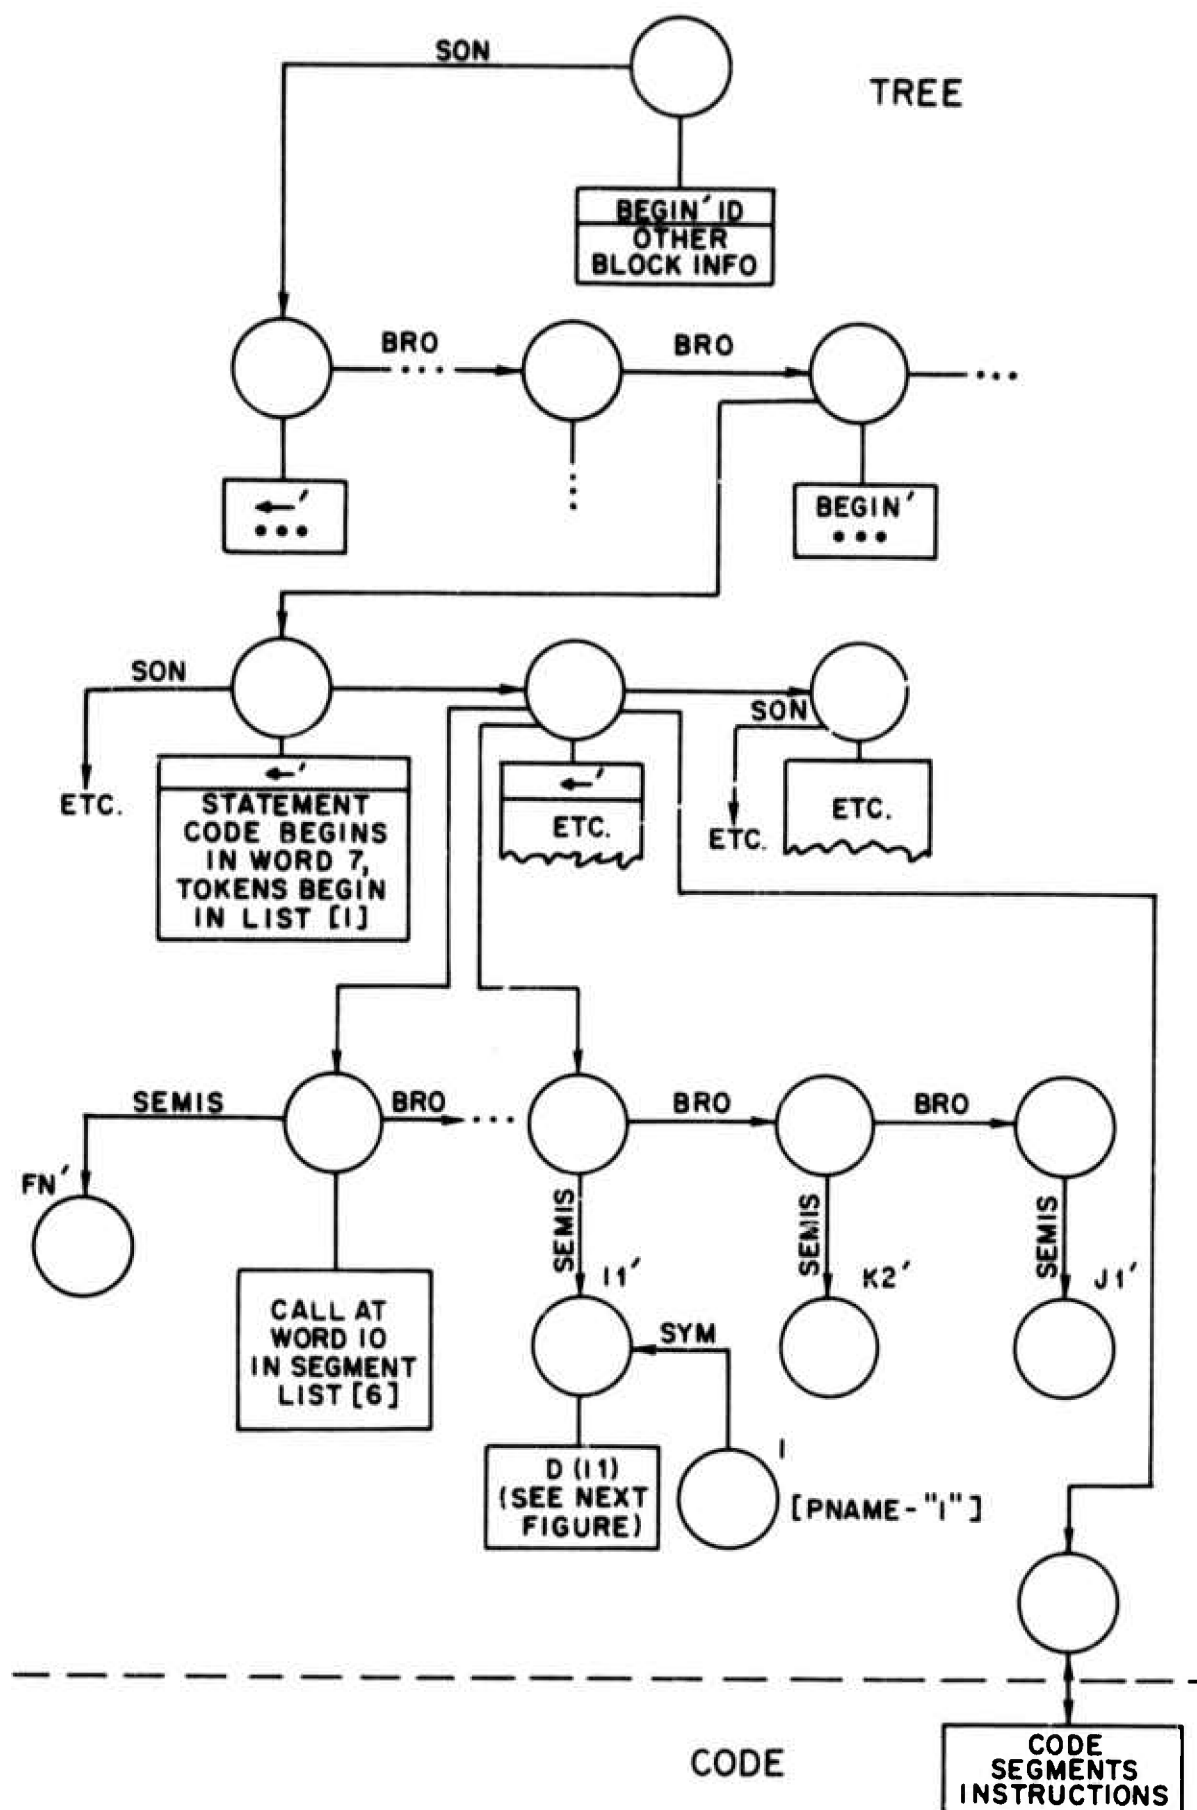 SON
TREE
BEGIN' ID
OTHER
BLOCK INFO
BRO
...
BRO
...
←'
...
...
BEGIN'
...
SON
SON
ETC.
←'
STATEMENT
CODE BEGINS
IN WORD 7,
TOKENS BEGIN
IN LIST [1]
←'
ETC.
ETC.
ETC.
SEMIS
BRO
...
BRO
BRO
FN'
SEMIS
SEMIS
SEMIS
I1'
K2'
J1'
CALL AT
WORD 10
IN SEGMENT
LIST [6]
SYM
D (I1)
(SEE NEXT
FIGURE)
I
[PNAME-"I"]
CODE
CODE
SEGMENTS
INSTRUCTIONS